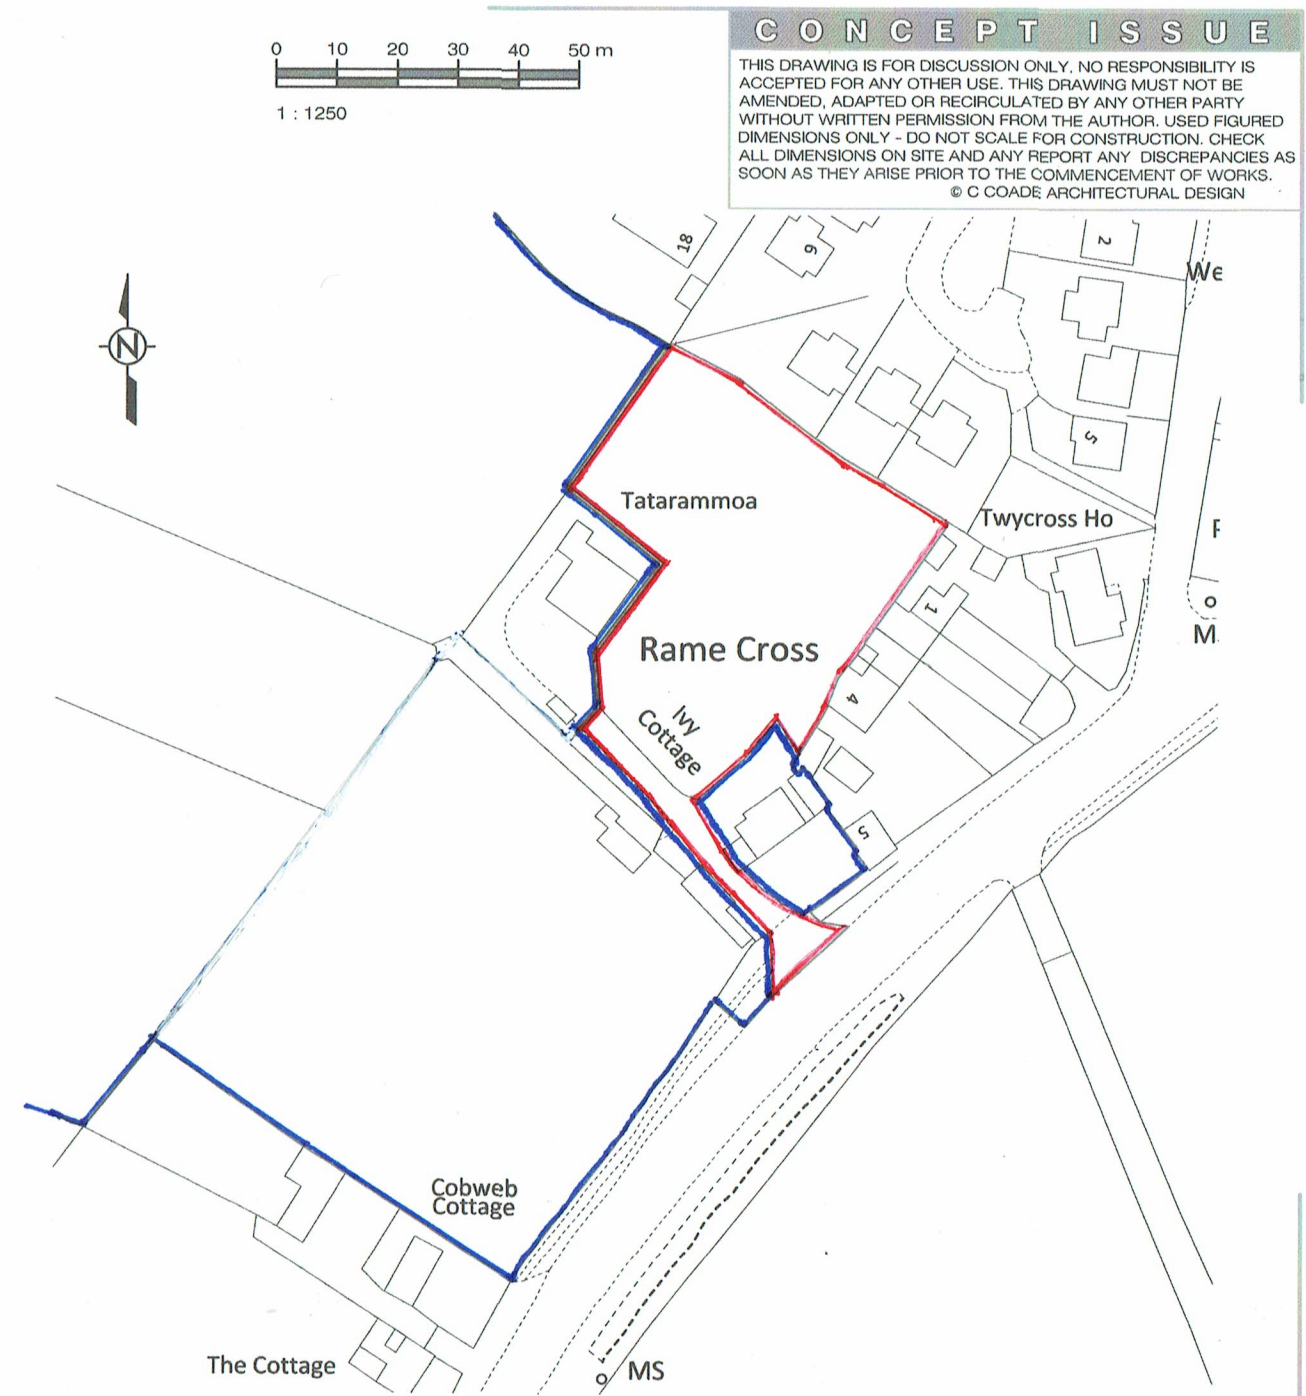 0 10 20 30 40 50 m
1 : 1250
CONCEPT ISSUE
THIS DRAWING IS FOR DISCUSSION ONLY, NO RESPONSIBILITY IS
ACCEPTED FOR ANY OTHER USE. THIS DRAWING MUST NOT BE
AMENDED, ADAPTED OR RECIRCULATED BY ANY OTHER PARTY
WITHOUT WRITTEN PERMISSION FROM THE AUTHOR. USED FIGURED
DIMENSIONS ONLY - DO NOT SCALE FOR CONSTRUCTION. CHECK
ALL DIMENSIONS ON SITE AND ANY REPORT ANY DISCREPANCIES AS
SOON AS THEY ARISE PRIOR TO THE COMMENCEMENT OF WORKS.
© C COADE ARCHITECTURAL DESIGN
18
6
2
We
N
5
Tatarammoa
Twycross Ho
1
M
Rame Cross
4
Ivy
Cottage
5
Cobweb
Cottage
The Cottage
MS